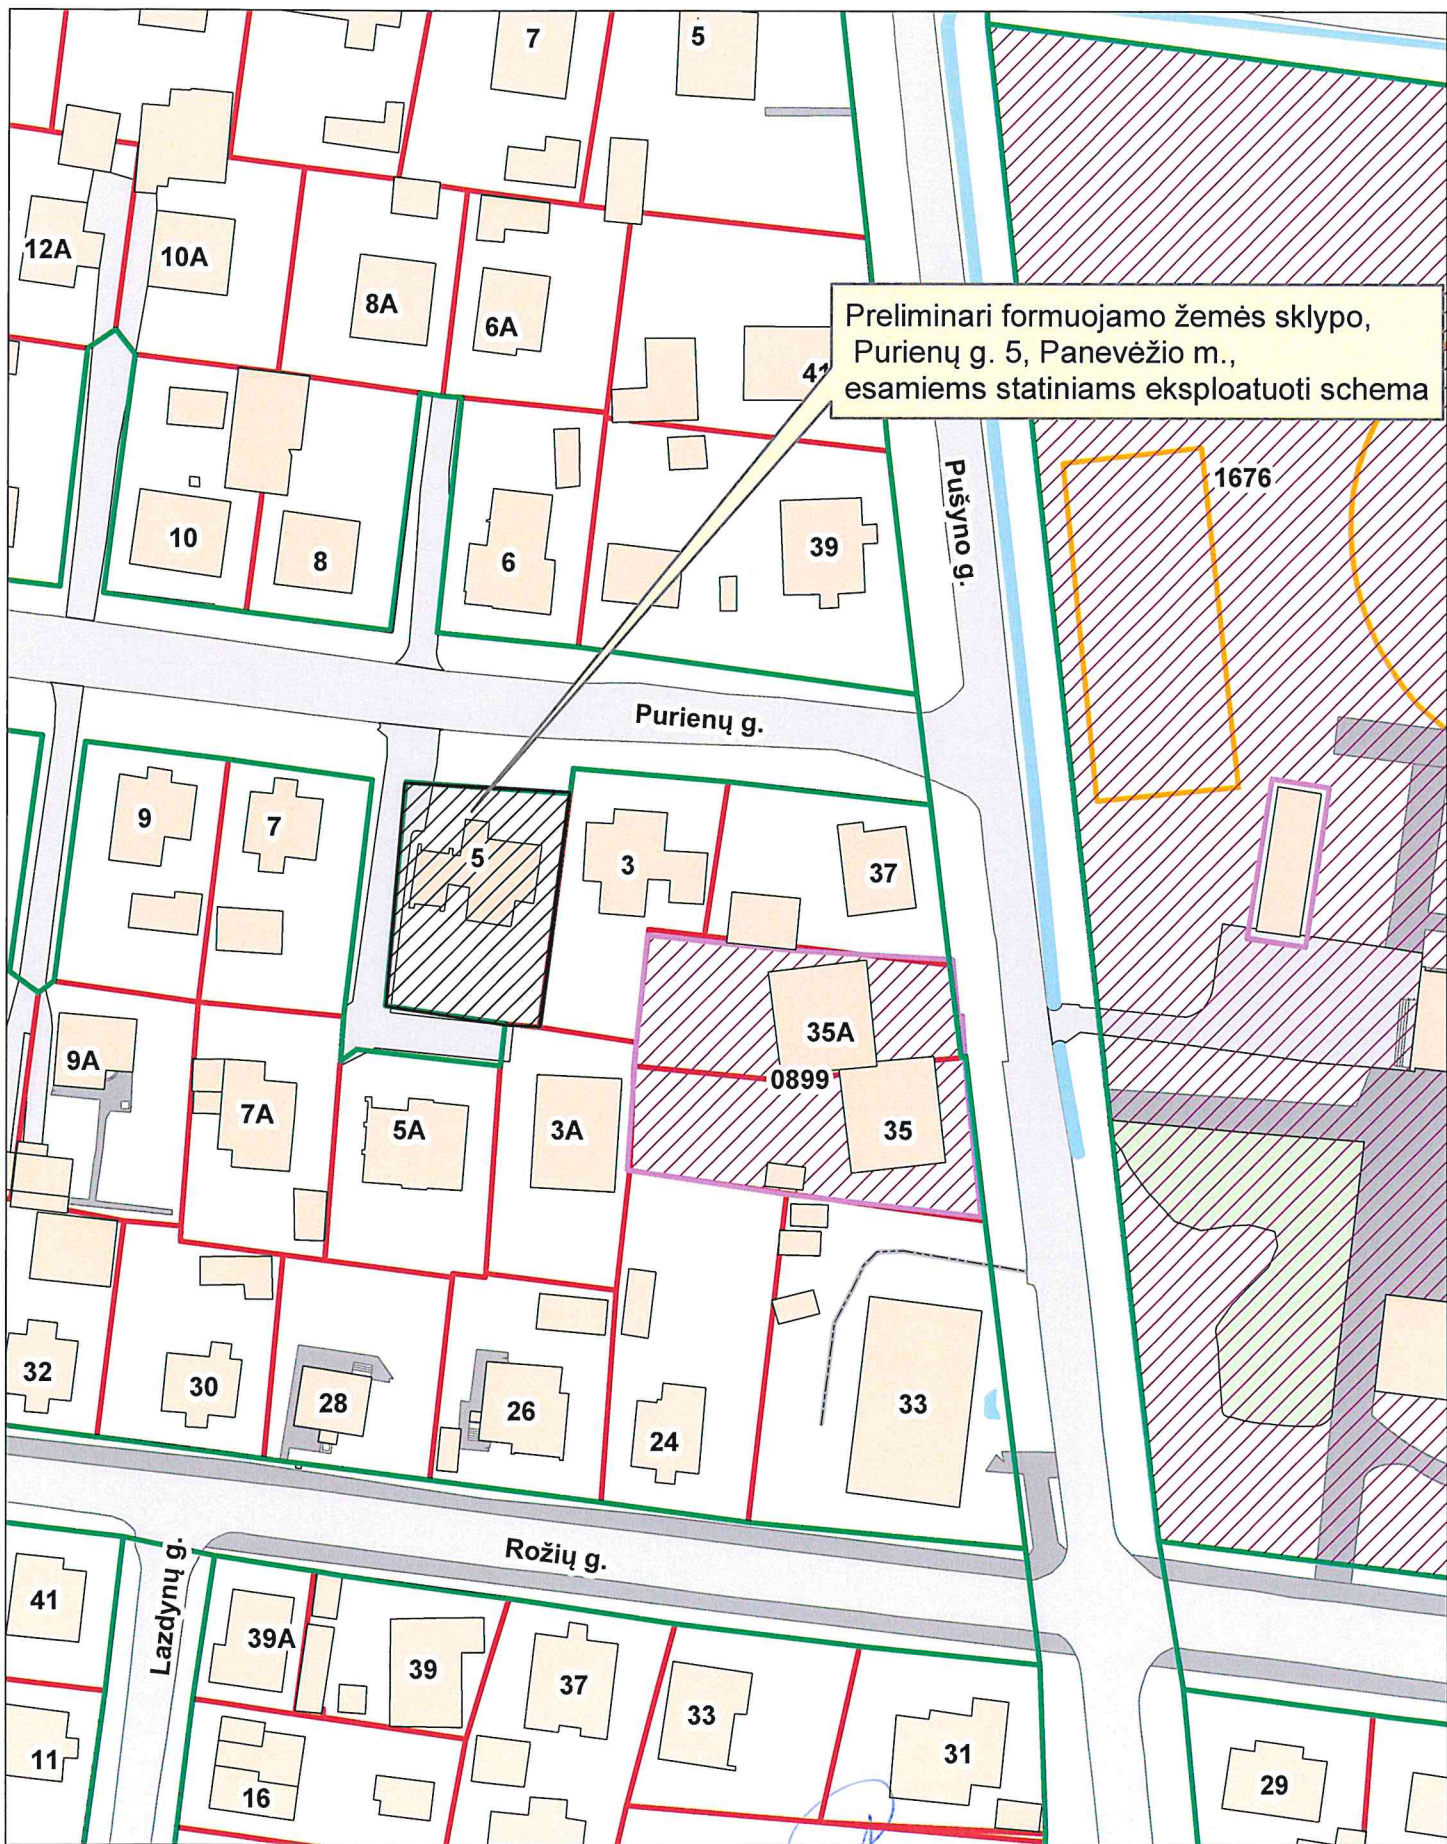 7
5
12A
10A
8A
6A
Preliminari formuojamo žemės sklypo,
Purienų g. 5, Panevėžio m.,
esamiems statiniams eksploatuoti schema
41
1676
Pušyno g.
10
8
6
39
Purienų g.
9
7
5
3
37
35A
0899
35
9A
7A
5A
3A
32
30
28
26
24
33
Rožių g.
Lazdynų g.
41
39A
39
37
33
31
11
16
29